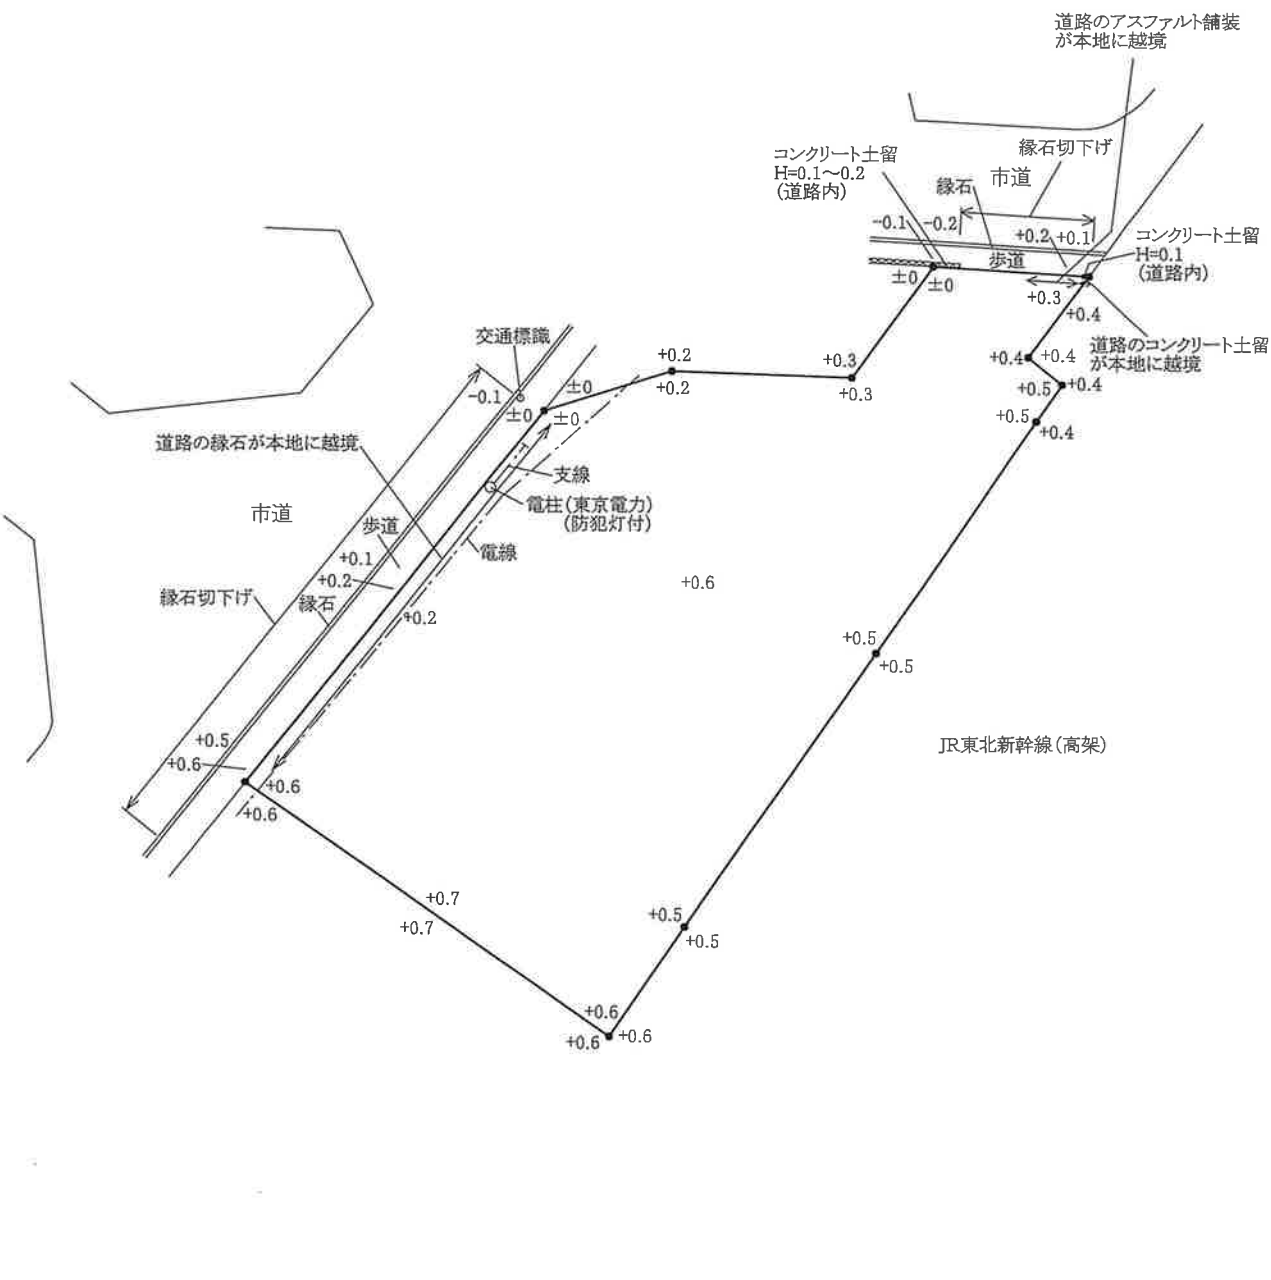 道路のアスファルト舗装
が本地に越境
コンクリート土留
H=0.1～0.2
(道路内)
縁石切下げ
市道
縁石
-0.1
-0.2
+0.2
+0.1
コンクリート土留
H=0.1
(道路内)
歩道
±0
±0
+0.3
+0.4
道路のコンクリート土留
が本地に越境
交通標識
+0.2
+0.2
+0.3
+0.3
+0.4
+0.4
+0.5
+0.4
+0.5
+0.4
-0.1
±0
±0
±0
道路の縁石が本地に越境
支線
電柱(東京電力)
(防犯灯付)
市道
歩道
電線
+0.1
+0.2
+0.6
縁石切下げ
縁石
+0.2
+0.5
+0.5
+0.5
+0.6
JR東北新幹線(高架)
+0.6
+0.6
+0.7
+0.7
+0.5
+0.5
+0.6
+0.6
+0.6